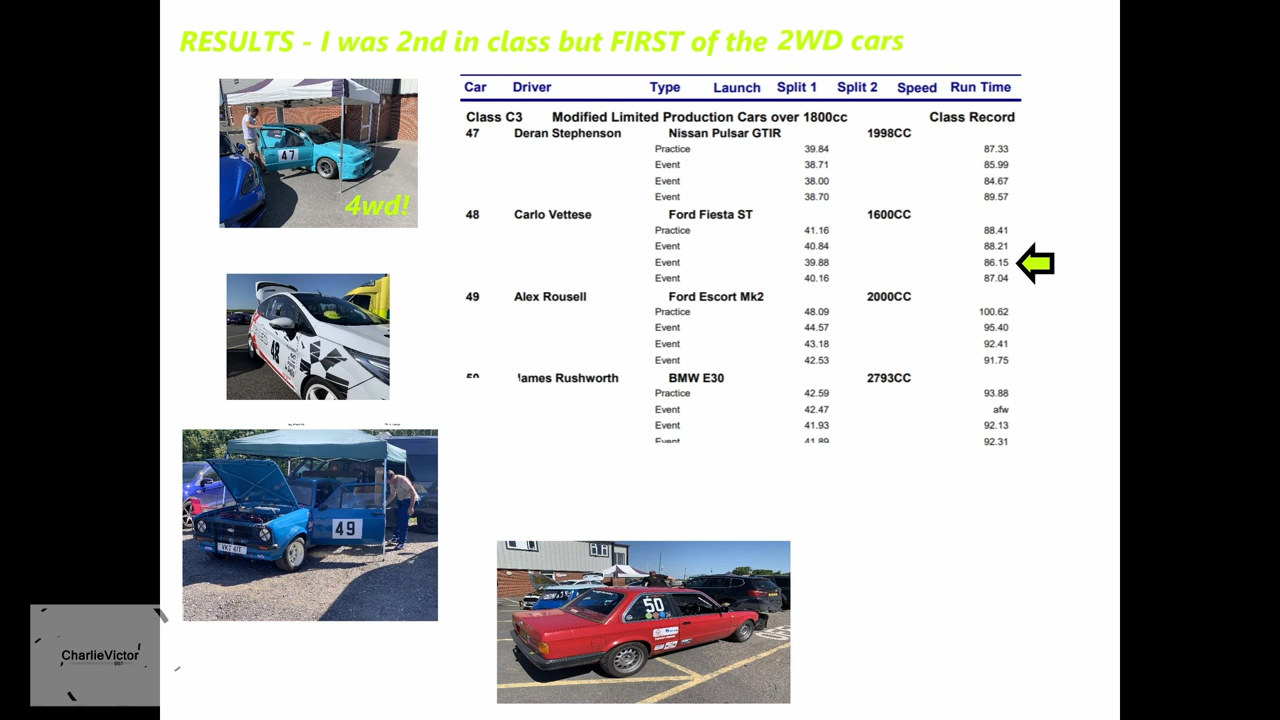 RESULTS - I was 2nd in class but FIRST of the 2WD cars
Car Driver Type Launch Split 1 Split 2 Speed Run Time
Class C3 Modified Limited Production Cars over 1800cc Class Record
47 Deran Stephenson Nissan Pulsar GTIR 1998CC
Practice 39.84 87.33
Event 38.71 85.99
Event 38.00 84.67
Event 38.70 89.57
48 Carlo Vettese Ford Fiesta ST 1600CC
Practice 41.16 88.41
Event 40.84 88.21
Event 39.88 86.15
Event 40.16 87.04
49 Alex Rousell Ford Escort Mk2 2000CC
Practice 48.09 100.62
Event 44.57 95.40
Event 43.18 92.41
Event 42.53 91.75
50 James Rushworth BMW E30 2793CC
Practice 42.59 93.88
Event 42.47 afw
Event 41.93 92.13
Event 41.89 92.31
47
4wd!
48
49
50
CharlieVictor